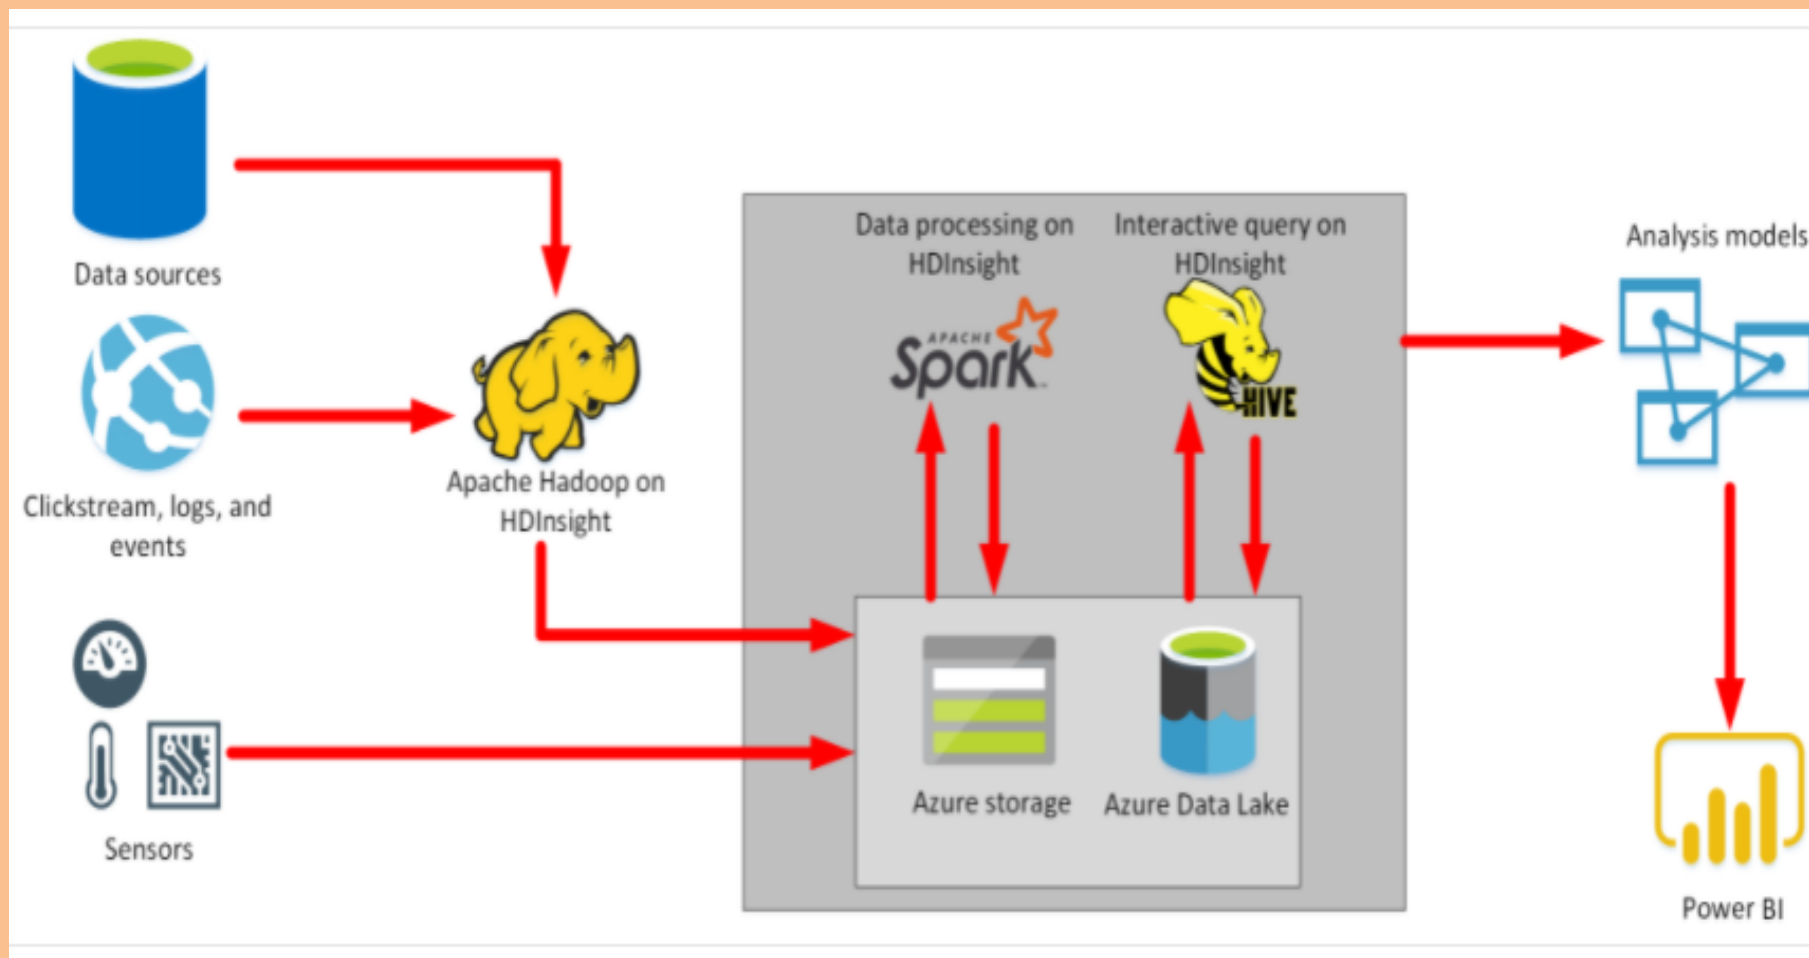 Data sources
Clickstream, logs, and
events
Sensors
Apache Hadoop on
HDInsight
Data processing on
HDInsight
APACHE
Spark
Interactive query on
HDInsight
HIVE
Azure storage
Azure Data Lake
Analysis models
Power BI